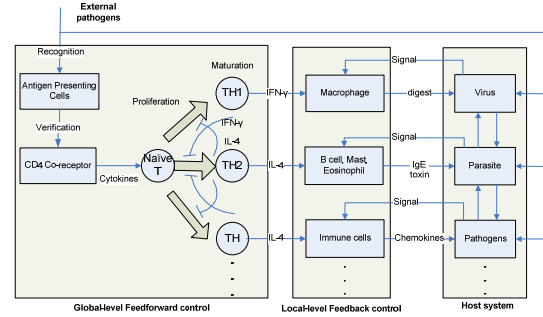 External
pathogens
Recognition
Antigen Presenting
Cells
Verification
CD4 Co-receptor
Cytokines
Proliferation
Naïve
T
Maturation
TH1
IFN-γ
IFN-γ
IL-4
TH2
IL-4
TH
IL-4
Signal
Macrophage
digest
Virus
Signal
B cell, Mast,
Eosinophil
IgE
toxin
Parasite
Signal
Immune cells
Chemokines
Pathogens
Global-level Feedforward control
Local-level Feedback control
Host system